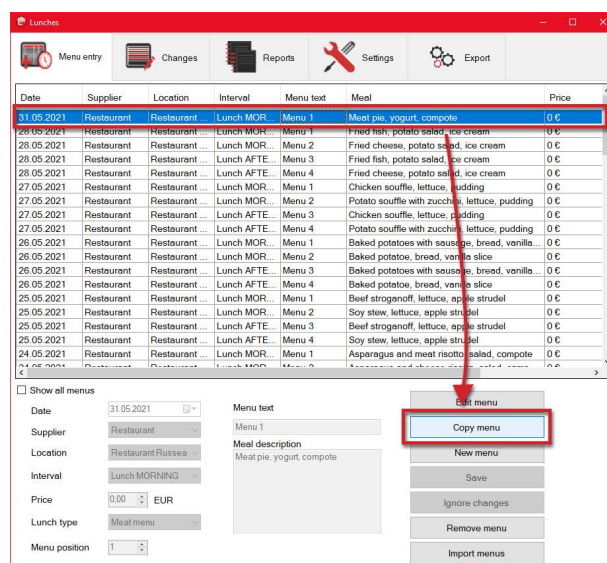 Lunches
Menu entry Changes Reports Settings Export
Date Supplier Location Interval Menu text Meal Price
31.05.2021 Restaurant Restaurant ... Lunch MOR... Menu 1 Meat pie, yogurt, compote 0 €
28.05.2021 Restaurant Restaurant ... Lunch MOR... Menu 1 Fried fish, potato salad, ice cream 0 €
28.05.2021 Restaurant Restaurant ... Lunch MOR... Menu 2 Fried cheese, potato salad, ice cream 0 €
28.05.2021 Restaurant Restaurant ... Lunch AFTE... Menu 3 Fried fish, potato salad, ice cream 0 €
28.05.2021 Restaurant Restaurant ... Lunch AFTE... Menu 4 Fried cheese, potato salad, ice cream 0 €
27.05.2021 Restaurant Restaurant ... Lunch MOR... Menu 1 Chicken souffle, lettuce, pudding 0 €
27.05.2021 Restaurant Restaurant ... Lunch MOR... Menu 2 Potato souffle with zucchini, lettuce, pudding 0 €
27.05.2021 Restaurant Restaurant ... Lunch AFTE... Menu 3 Chicken souffle, lettuce, pudding 0 €
27.05.2021 Restaurant Restaurant ... Lunch AFTE... Menu 4 Potato souffle with zucchini, lettuce, pudding 0 €
26.05.2021 Restaurant Restaurant ... Lunch MOR... Menu 1 Baked potatoes with sausage, bread, vanilla... 0 €
26.05.2021 Restaurant Restaurant ... Lunch MOR... Menu 2 Baked potatoe, bread, vanilla slice 0 €
26.05.2021 Restaurant Restaurant ... Lunch AFTE... Menu 3 Baked potatoes with sausage, bread, vanilla... 0 €
26.05.2021 Restaurant Restaurant ... Lunch AFTE... Menu 4 Baked potatoe, bread, vanilla slice 0 €
25.05.2021 Restaurant Restaurant ... Lunch MOR... Menu 1 Beef stroganoff, lettuce, apple strudel 0 €
25.05.2021 Restaurant Restaurant ... Lunch MOR... Menu 2 Soy stew, lettuce, apple strudel 0 €
25.05.2021 Restaurant Restaurant ... Lunch AFTE... Menu 3 Beef stroganoff, lettuce, apple strudel 0 €
25.05.2021 Restaurant Restaurant ... Lunch AFTE... Menu 4 Soy stew, lettuce, apple strudel 0 €
24.05.2021 Restaurant Restaurant ... Lunch MOR... Menu 1 Asparagus and meat risotto, salad, compote 0 €
Show all menus
Date 31.05.2021 Menu text Edit menu
Supplier Restaurant Menu 1 Copy menu
Location Restaurant Russea Meal description New menu
Meat pie, yogurt, compote
Interval Lunch MORNING Save
Price 0,00 EUR Ignore changes
Lunch type Meat menu Remove menu
Menu position 1 Import menus